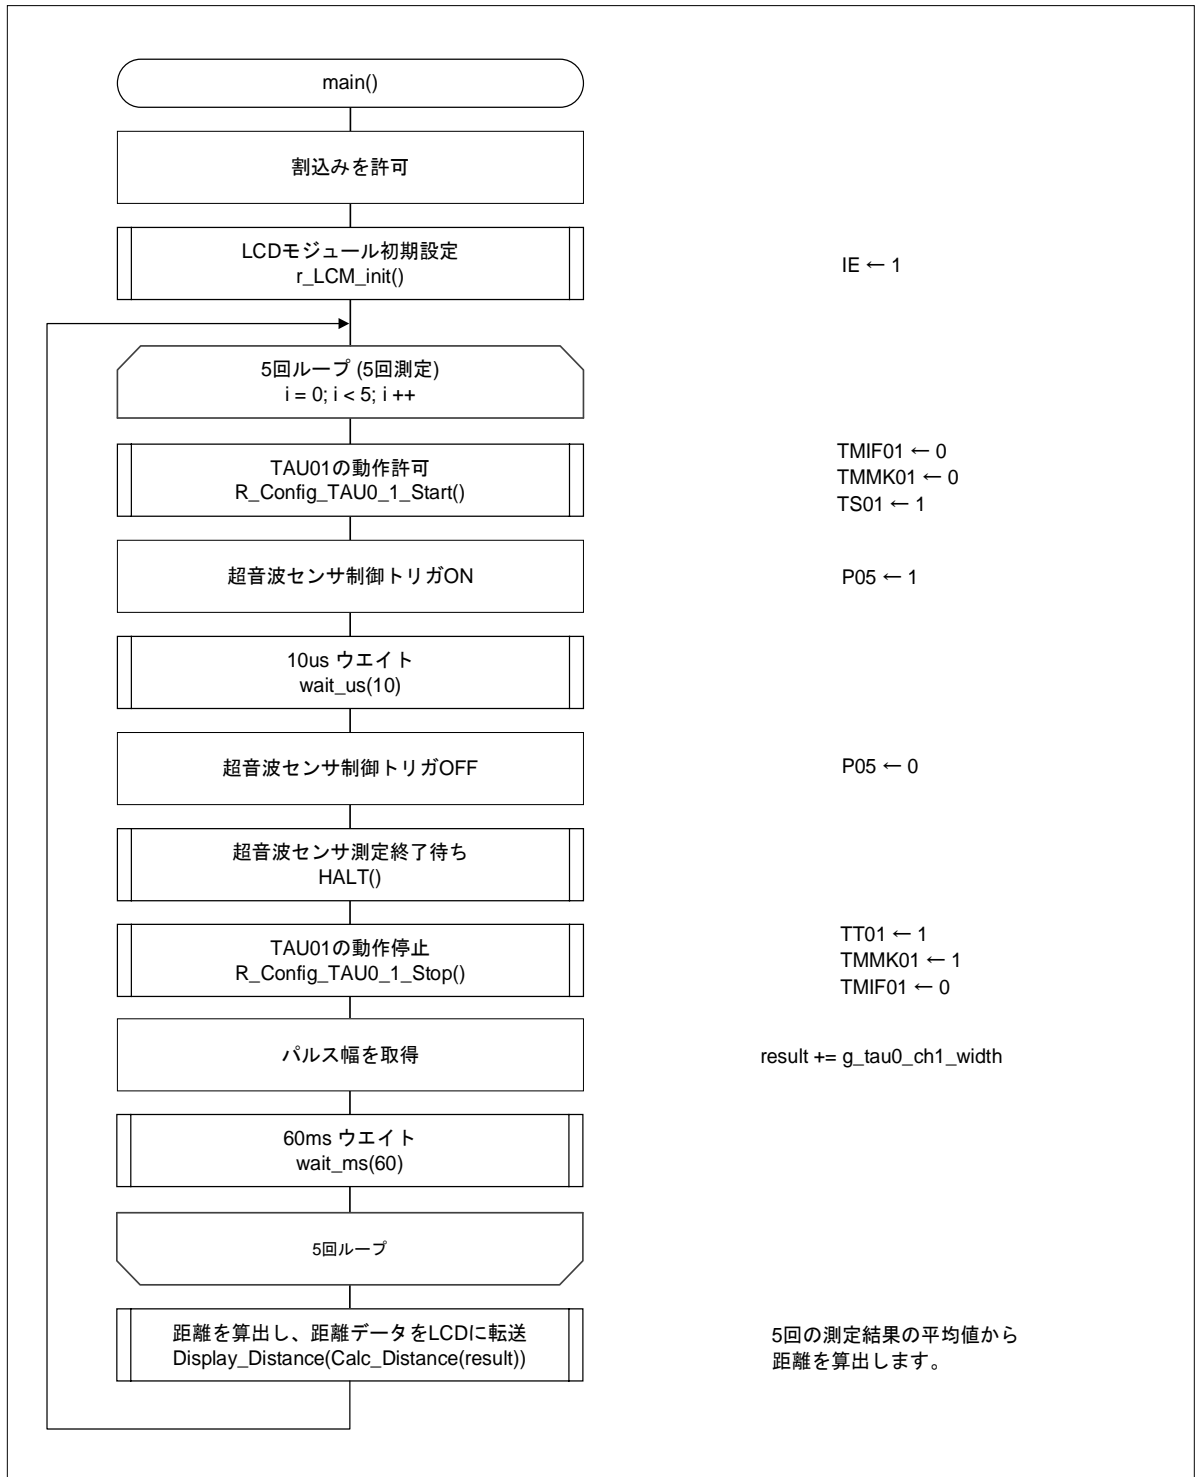 main()
割込みを許可
LCDモジュール初期設定
r_LCM_init()
IE ← 1
5回ループ (5回測定)
i = 0; i < 5; i ++
TAU01の動作許可
R_Config_TAU0_1_Start()
TMIF01 ← 0
TMMK01 ← 0
TS01 ← 1
超音波センサ制御トリガON
P05 ← 1
10us ウエイト
wait_us(10)
超音波センサ制御トリガOFF
P05 ← 0
超音波センサ測定終了待ち
HALT()
TAU01の動作停止
R_Config_TAU0_1_Stop()
TT01 ← 1
TMMK01 ← 1
TMIF01 ← 0
パルス幅を取得
result += g_tau0_ch1_width
60ms ウエイト
wait_ms(60)
5回ループ
距離を算出し、距離データをLCDに転送
Display_Distance(Calc_Distance(result))
5回の測定結果の平均値から
距離を算出します。